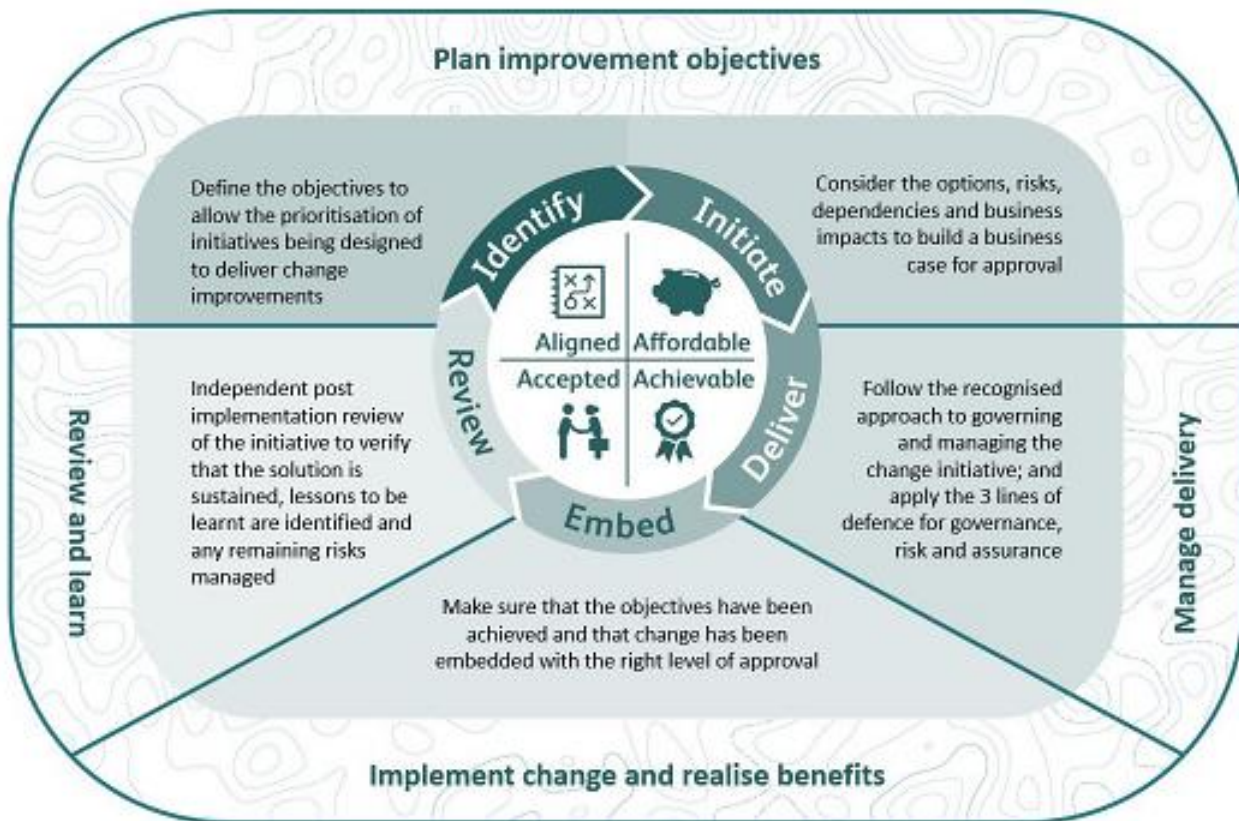 Plan improvement objectives
Define the objectives to
allow the prioritisation of
initiatives being designed
to deliver change
improvements
Consider the options, risks,
dependencies and business
impacts to build a business
case for approval
Identify
Initiate
Deliver
Embed
Review
Aligned
Affordable
Accepted
Achievable
Independent post
implementation review
of the initiative to verify
that the solution is
sustained, lessons to be
learnt are identified and
any remaining risks
managed
Follow the recognised
approach to governing
and managing the
change initiative; and
apply the 3 lines of
defence for governance,
risk and assurance
Make sure that the objectives have been
achieved and that change has been
embedded with the right level of approval
Review and learn
Manage delivery
Implement change and realise benefits